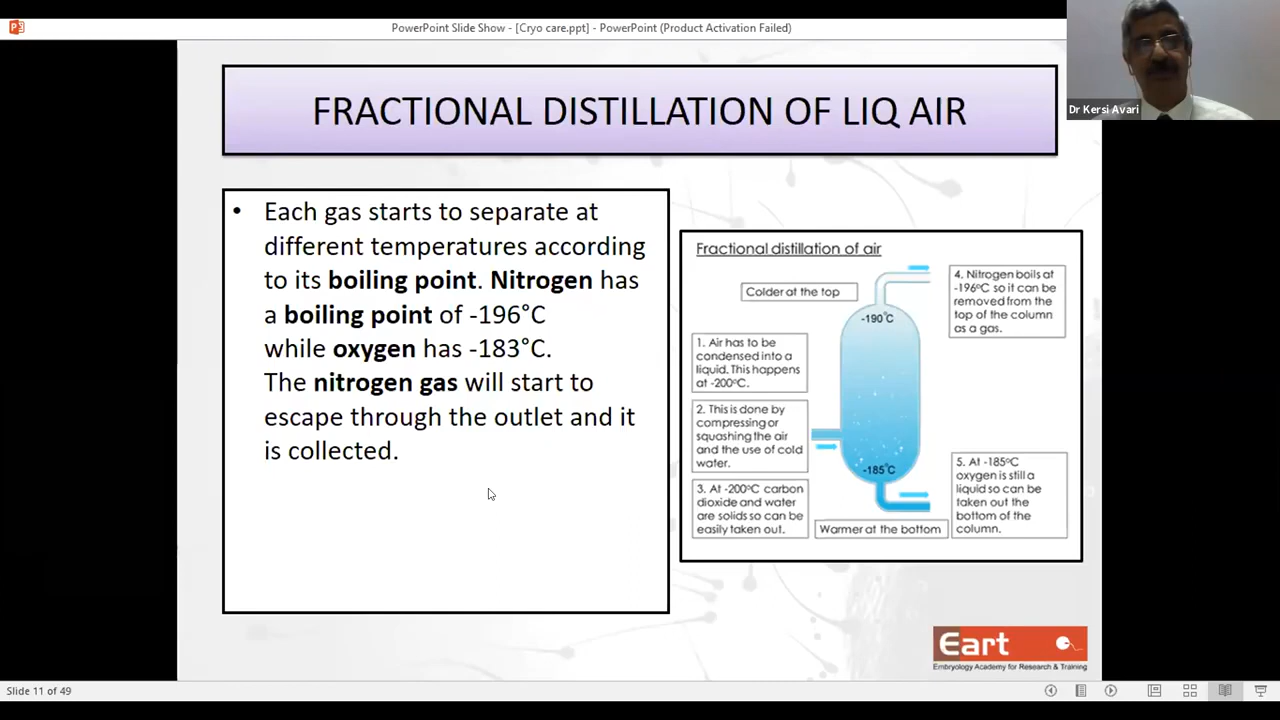 PowerPoint Slide Show - [Cryo care.ppt] - PowerPoint (Product Activation Failed)
Dr Kersi Avari
FRACTIONAL DISTILLATION OF LIQ AIR
• Each gas starts to separate at
different temperatures according
to its boiling point. Nitrogen has
a boiling point of -196°C
while oxygen has -183°C.
The nitrogen gas will start to
escape through the outlet and it
is collected.
Fractional distillation of air
Colder at the top
-190°C
4. Nitrogen boils at
-196°C so it can be
removed from the
top of the column
as a gas.
1. Air has to be
condensed into a
liquid. This happens
at -200°C.
2. This is done by
compressing or
squashing the air
and the use of cold
water.
3. At -200°C carbon
dioxide and water
are solids so can be
easily taken out.
-185°C
Warmer at the bottom
5. At -185°C
oxygen is still a
liquid so can be
taken out the
bottom of the
column.
Eart
Embryology Academy for Research & Training
Slide 11 of 49